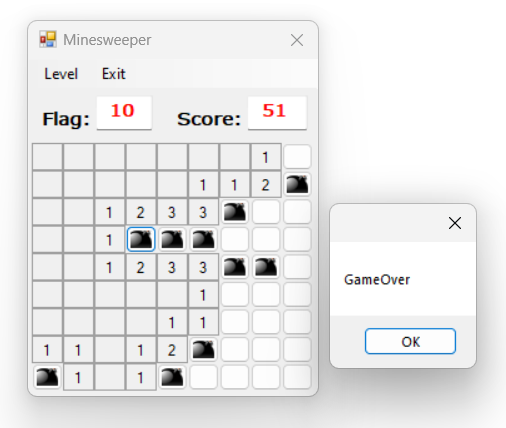 Minesweeper
Level Exit
Flag: 10 Score: 51
1
1 1 2
1 2 3 3
1
1 2 3 3
GameOver
1
1 1
OK
1 1 1 2
1 1